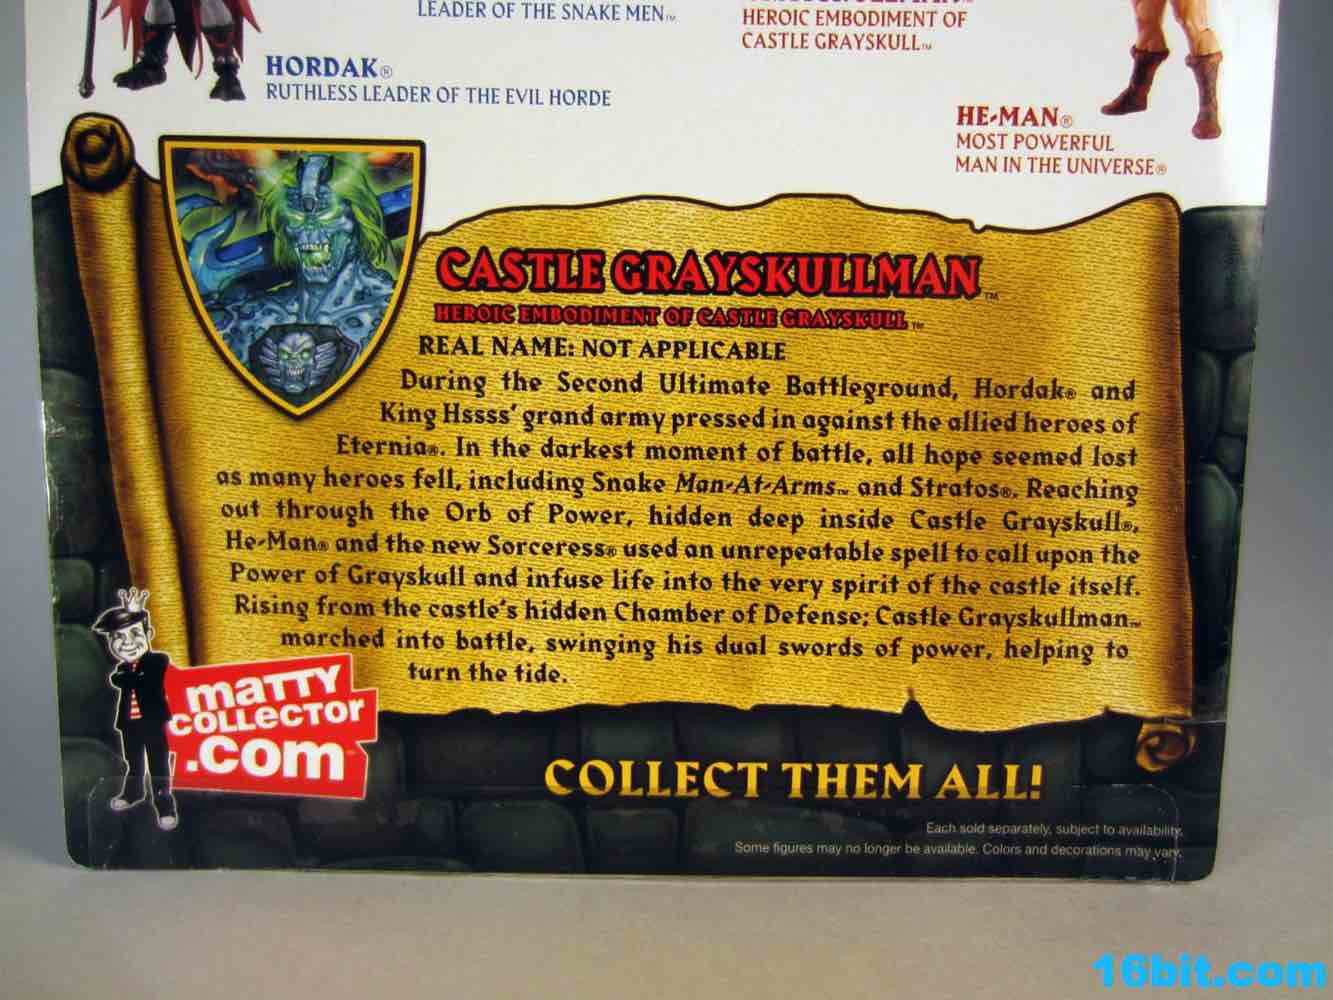 LEADER OF THE SNAKE MEN™
HEROIC EMBODIMENT OF
CASTLE GRAYSKULL™
HORDAK®
RUTHLESS LEADER OF THE EVIL HORDE
HE-MAN®
MOST POWERFUL
MAN IN THE UNIVERSE®
CASTLE GRAYSKULLMAN™
HEROIC EMBODIMENT OF CASTLE GRAYSKULL™
REAL NAME: NOT APPLICABLE
During the Second Ultimate Battleground, Hordak® and
King Hssss' grand army pressed in against the allied heroes of
Eternia®. In the darkest moment of battle, all hope seemed lost
as many heroes fell, including Snake Man-At-Arms™ and Stratos®. Reaching
out through the Orb of Power, hidden deep inside Castle Grayskull®,
He-Man® and the new Sorceress® used an unrepeatable spell to call upon the
Power of Grayskull and infuse life into the very spirit of the castle itself.
Rising from the castle's hidden Chamber of Defense; Castle Grayskullman™
marched into battle, swinging his dual swords of power, helping to
turn the tide.
maTTY
COLLECTOR
.com
COLLECT THEM ALL!
Each sold separately, subject to availability.
Some figures may no longer be available. Colors and decorations may vary.
16bit.com